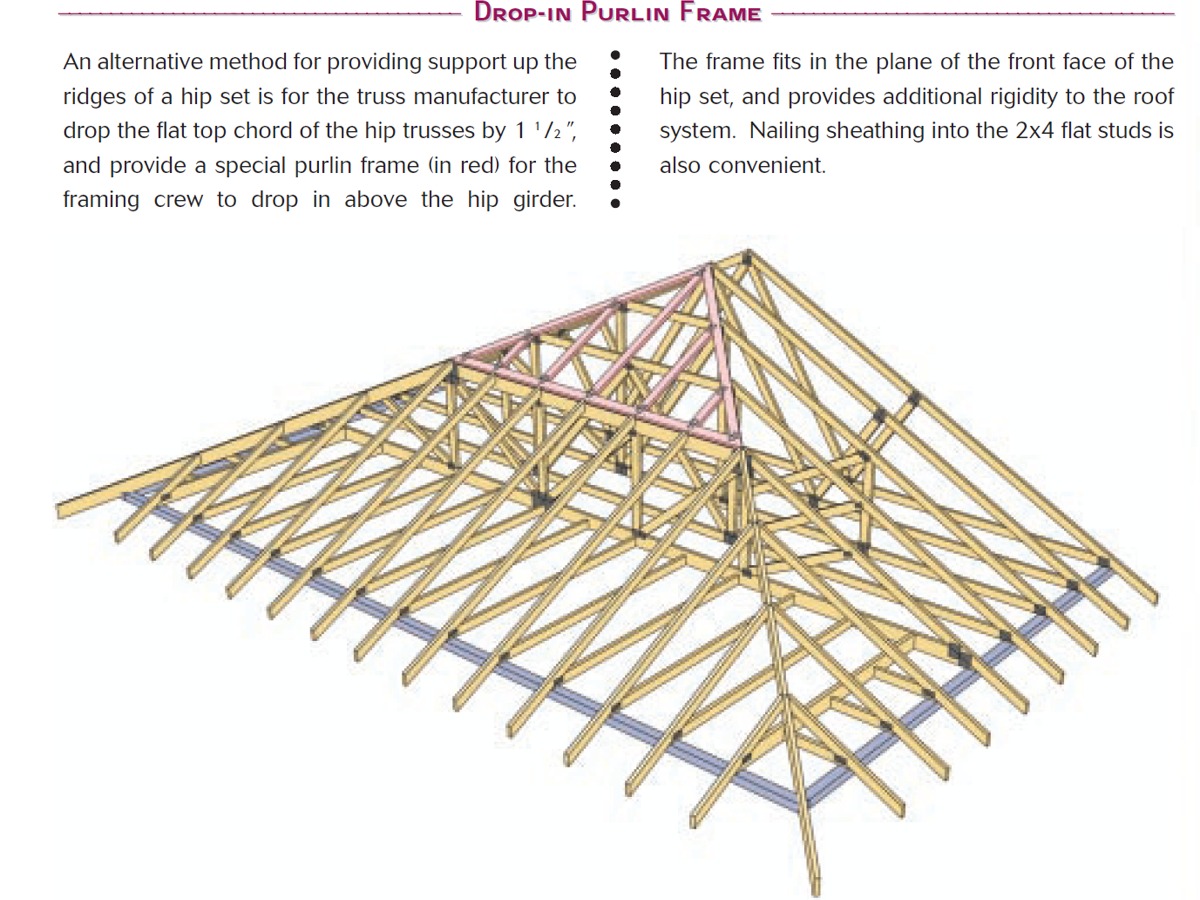 DROP-IN PURLIN FRAME
An alternative method for providing support up the
ridges of a hip set is for the truss manufacturer to
drop the flat top chord of the hip trusses by 1 1/2",
and provide a special purlin frame (in red) for the
framing crew to drop in above the hip girder.
The frame fits in the plane of the front face of the
hip set, and provides additional rigidity to the roof
system. Nailing sheathing into the 2x4 flat studs is
also convenient.